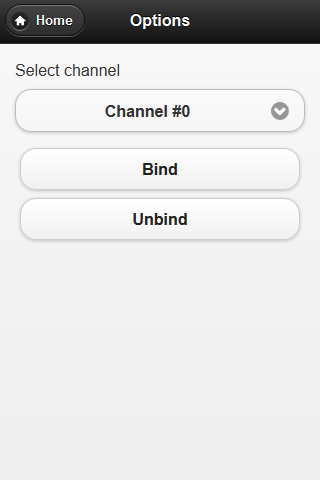 Home
Options
Select channel
Channel #0
Bind
Unbind